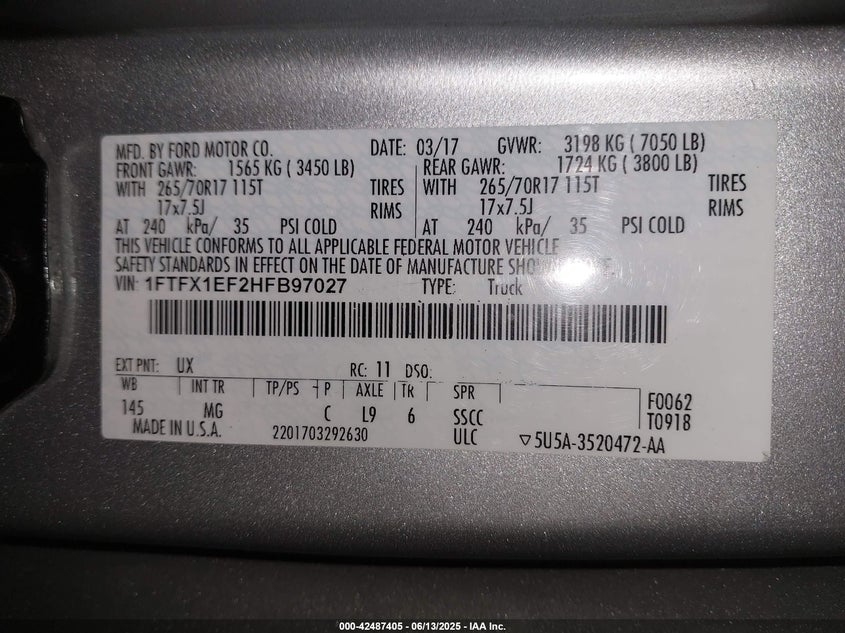 MFD. BY FORD MOTOR CO. DATE: 03/17 GVWR: 3198 KG ( 7050 LB)
FRONT GAWR: 1565 KG ( 3450 LB) REAR GAWR: 1724 KG ( 3800 LB)
WITH 265/70R17 115T TIRES WITH 265/70R17 115T TIRES
17x7.5J RIMS 17x7.5J RIMS
AT 240 kPa/ 35 PSI COLD AT 240 kPa/ 35 PSI COLD
THIS VEHICLE CONFORMS TO ALL APPLICABLE FEDERAL MOTOR VEHICLE
SAFETY STANDARDS IN EFFECT ON THE DATE OF MANUFACTURE SHOWN ABOVE.
VIN: 1FTFX1EF2HFB97027 TYPE: Truck
EXT PNT: UX RC: 11 DSO:
WB INT TR TP/PS P AXLE TR SPR F0062
145 MG C L9 6 SSCC T0918
MADE IN U.S.A. 2201703292630 ULC ▽5U5A-3520472-AA
000-42487405 - 06/13/2025 - IAA Inc.